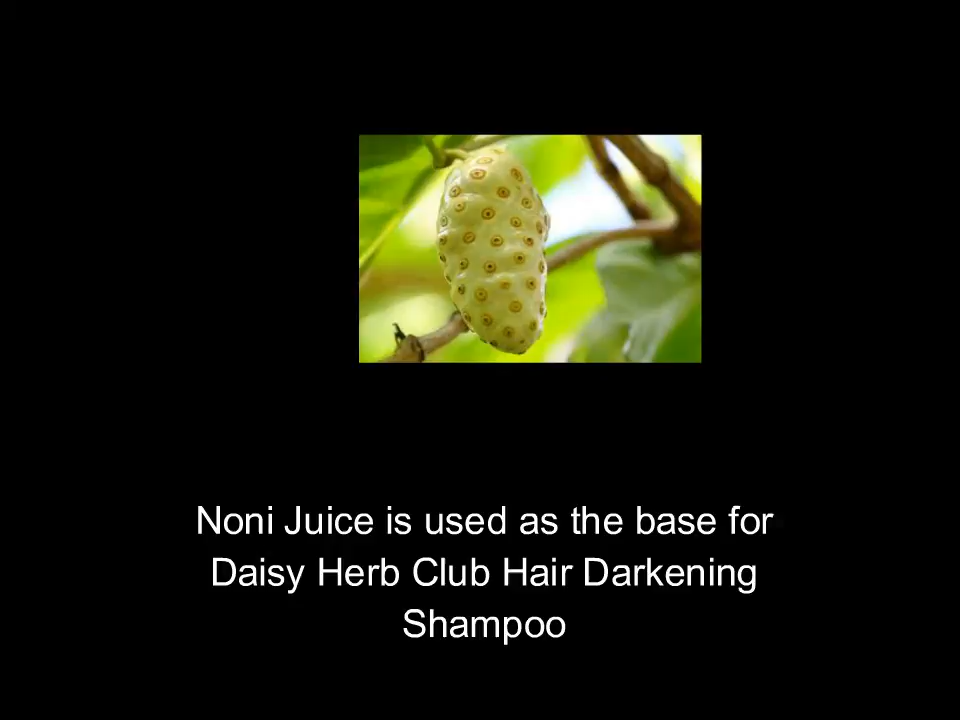 Noni Juice is used as the base for
Daisy Herb Club Hair Darkening
Shampoo